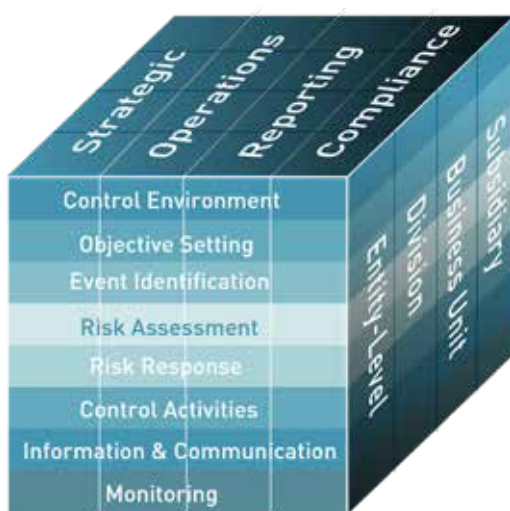 Strategic
Operations
Reporting
Compliance
Control Environment
Objective Setting
Event Identification
Risk Assessment
Risk Response
Control Activities
Information & Communication
Monitoring
Entity-Level
Division
Business Unit
Subsidiary